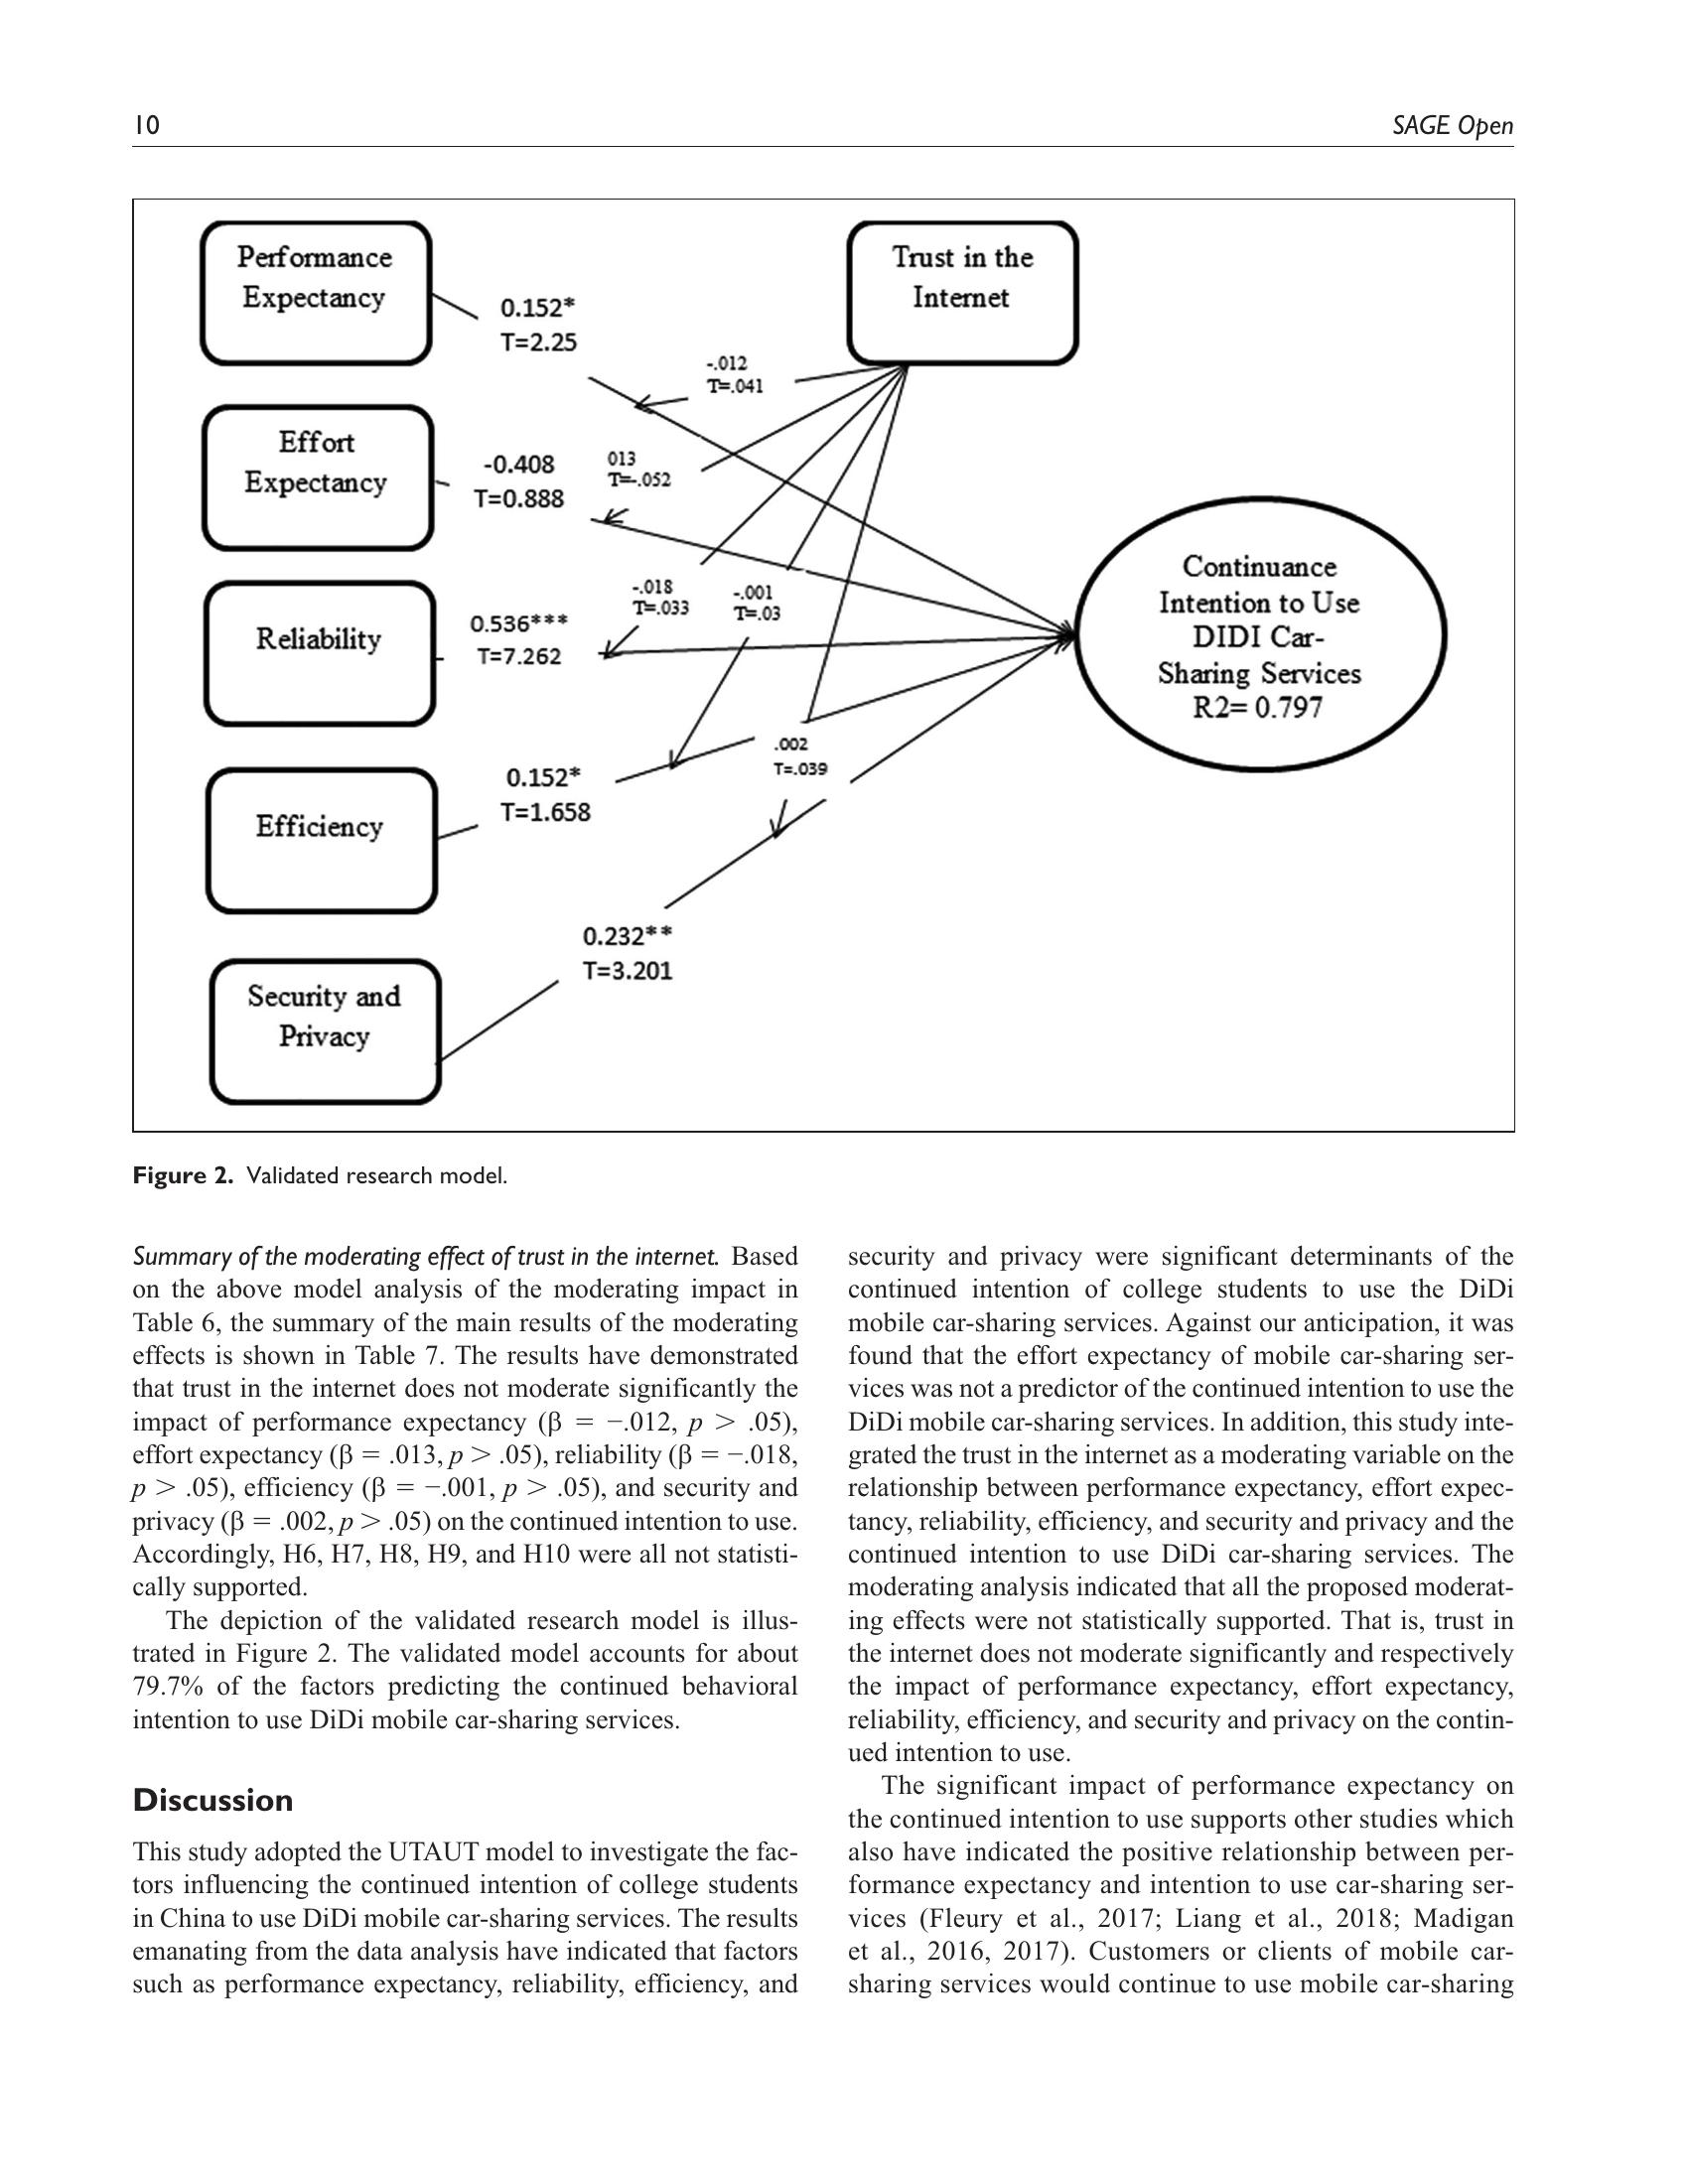 10
SAGE Open
Performance
Expectancy
Trust in the
Internet
0.152*
T=2.25
-.012
T=.041
Effort
Expectancy
-0.408
T=0.888
013
T=-.052
Continuance
Intention to Use
DIDI Car-
Sharing Services
R2= 0.797
Reliability
0.536***
T=7.262
-.018
T=.033
-.001
T=.03
.002
T=.039
Efficiency
0.152*
T=1.658
0.232**
T=3.201
Security and
Privacy
Figure 2. Validated research model.
Summary of the moderating effect of trust in the internet. Based
on the above model analysis of the moderating impact in
Table 6, the summary of the main results of the moderating
effects is shown in Table 7. The results have demonstrated
that trust in the internet does not moderate significantly the
impact of performance expectancy (β = −.012, p > .05),
effort expectancy (β = .013, p > .05), reliability (β = −.018,
p > .05), efficiency (β = −.001, p > .05), and security and
privacy (β = .002, p > .05) on the continued intention to use.
Accordingly, H6, H7, H8, H9, and H10 were all not statisti-
cally supported.
The depiction of the validated research model is illus-
trated in Figure 2. The validated model accounts for about
79.7% of the factors predicting the continued behavioral
intention to use DiDi mobile car-sharing services.
Discussion
This study adopted the UTAUT model to investigate the fac-
tors influencing the continued intention of college students
in China to use DiDi mobile car-sharing services. The results
emanating from the data analysis have indicated that factors
such as performance expectancy, reliability, efficiency, and
security and privacy were significant determinants of the
continued intention of college students to use the DiDi
mobile car-sharing services. Against our anticipation, it was
found that the effort expectancy of mobile car-sharing ser-
vices was not a predictor of the continued intention to use the
DiDi mobile car-sharing services. In addition, this study inte-
grated the trust in the internet as a moderating variable on the
relationship between performance expectancy, effort expec-
tancy, reliability, efficiency, and security and privacy and the
continued intention to use DiDi car-sharing services. The
moderating analysis indicated that all the proposed moderat-
ing effects were not statistically supported. That is, trust in
the internet does not moderate significantly and respectively
the impact of performance expectancy, effort expectancy,
reliability, efficiency, and security and privacy on the contin-
ued intention to use.
The significant impact of performance expectancy on
the continued intention to use supports other studies which
also have indicated the positive relationship between per-
formance expectancy and intention to use car-sharing ser-
vices (Fleury et al., 2017; Liang et al., 2018; Madigan
et al., 2016, 2017). Customers or clients of mobile car-
sharing services would continue to use mobile car-sharing